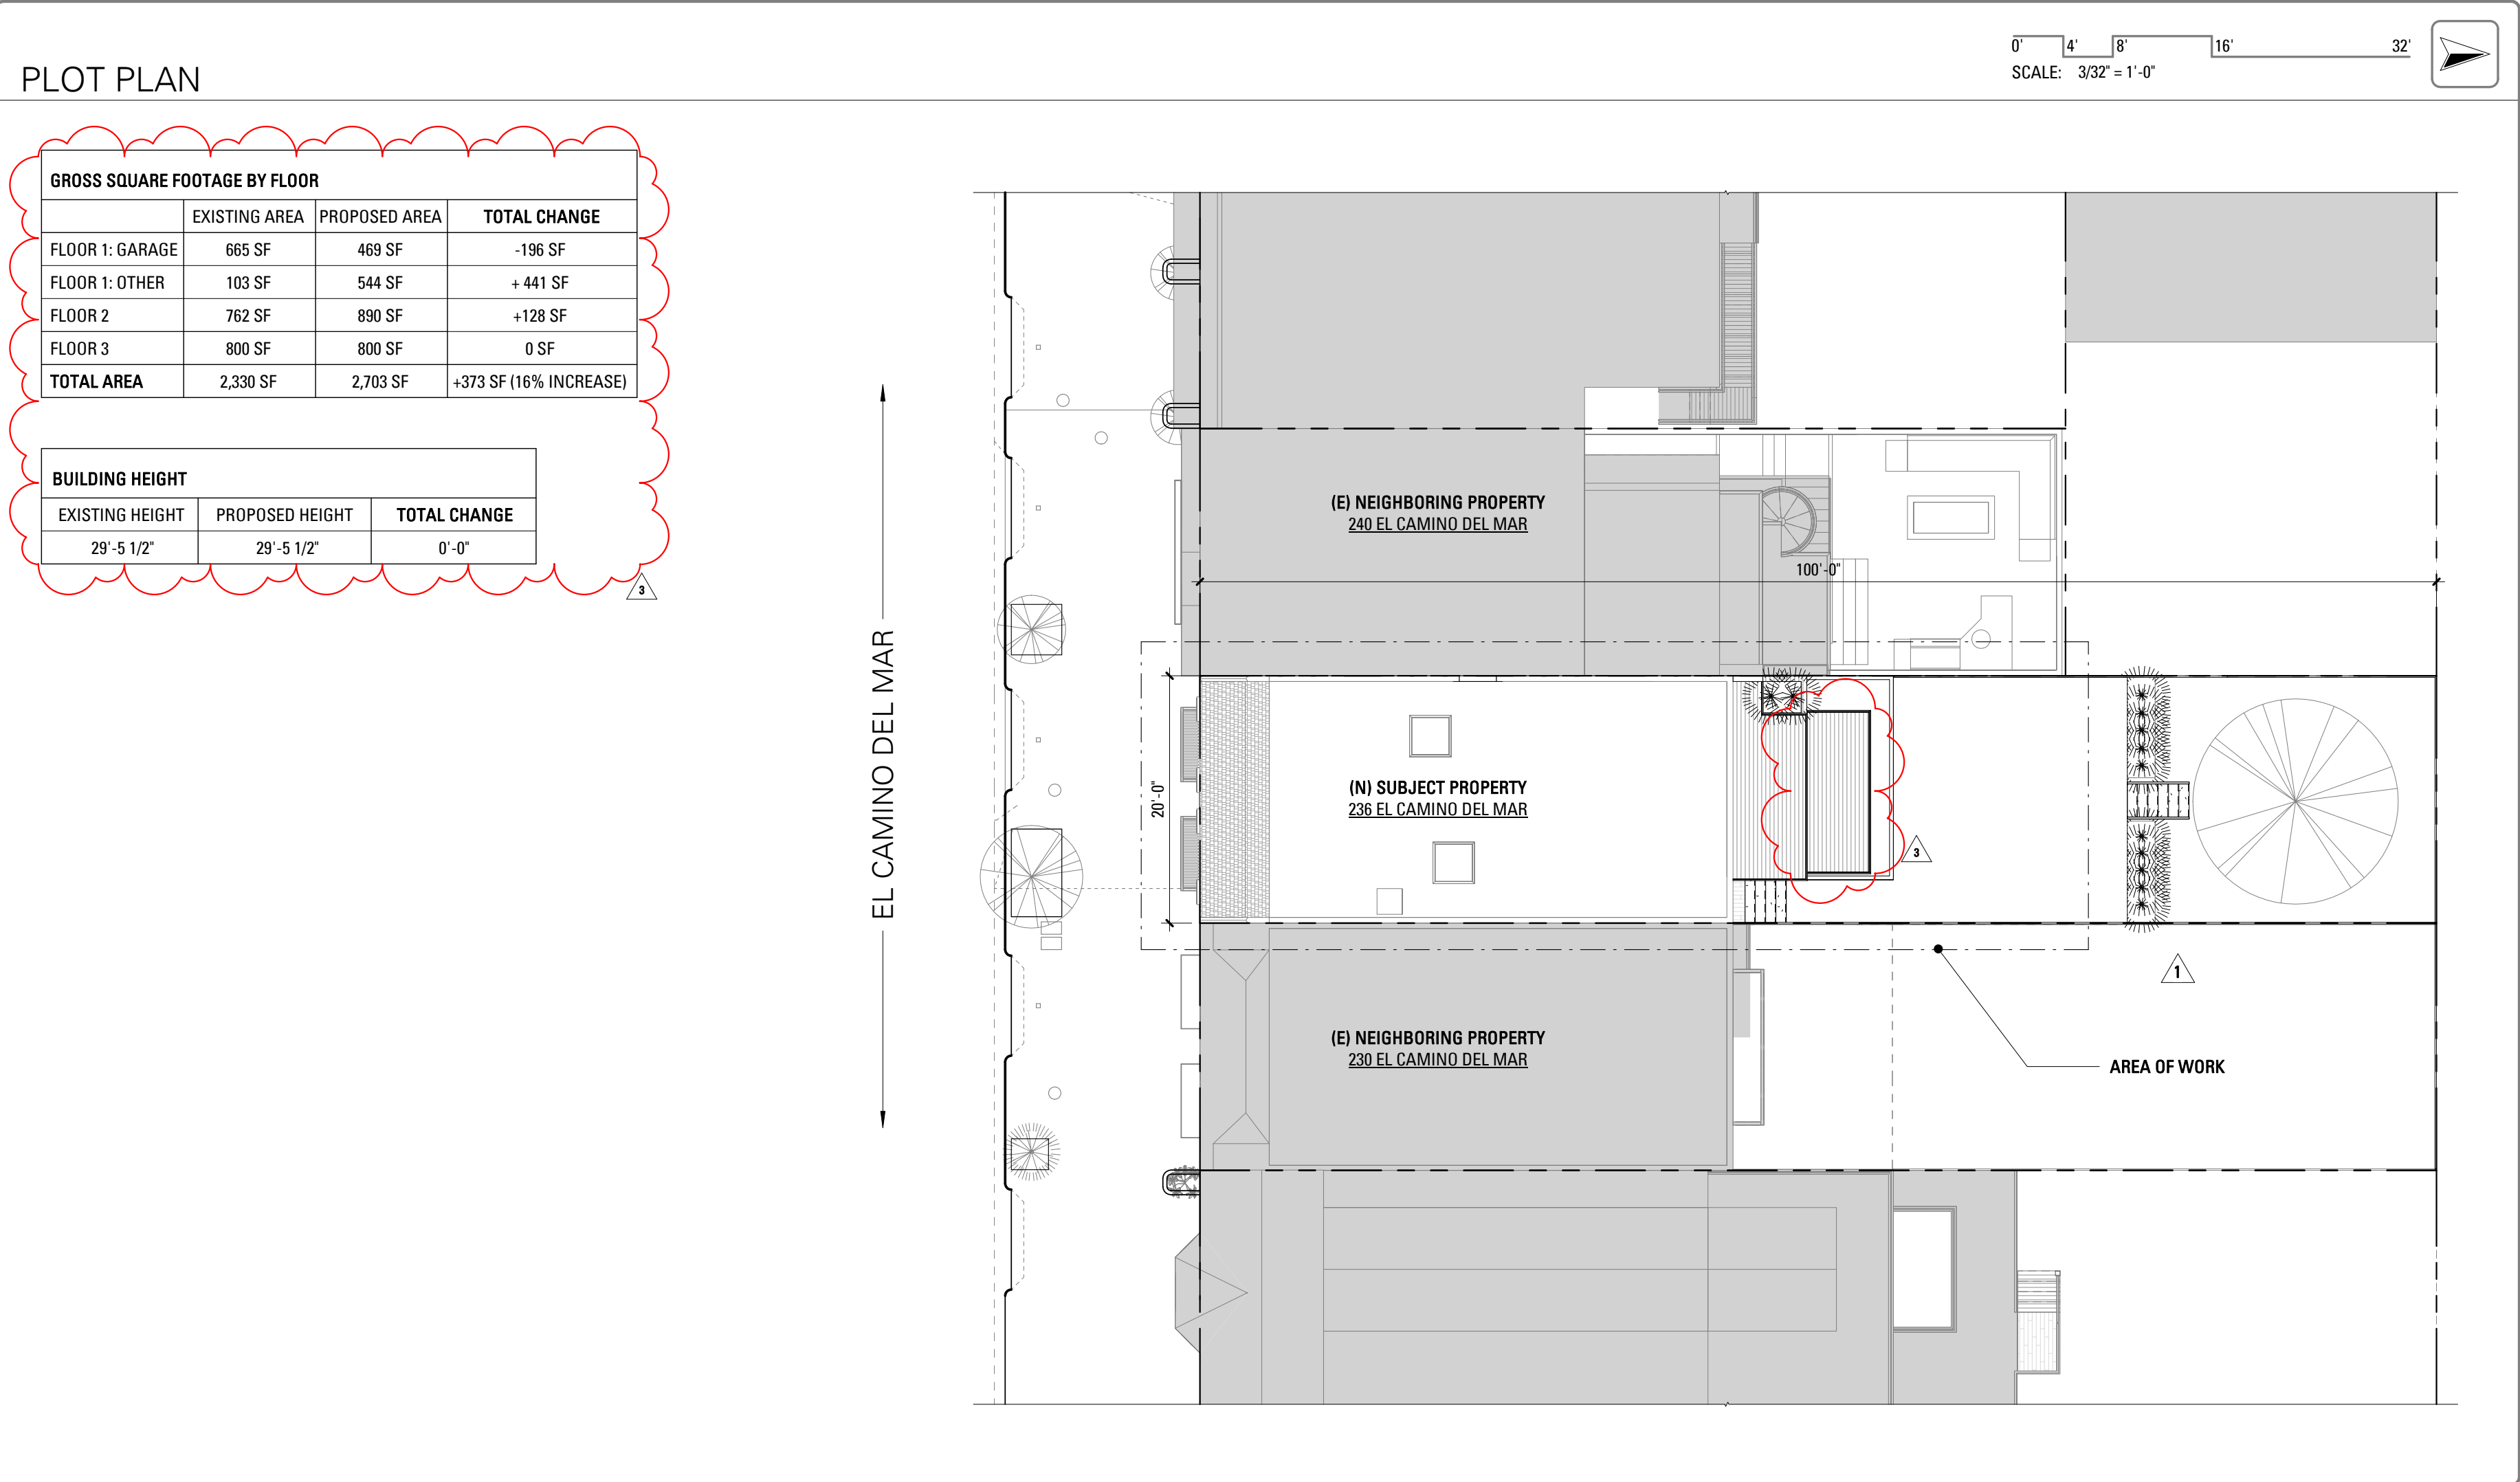 PLOT PLAN
0' 4' 8' 16' 32'
SCALE: 3/32" = 1'-0"
GROSS SQUARE FOOTAGE BY FLOOR
EXISTING AREA PROPOSED AREA TOTAL CHANGE
FLOOR 1: GARAGE 665 SF 469 SF -196 SF
FLOOR 1: OTHER 103 SF 544 SF + 441 SF
FLOOR 2 762 SF 890 SF +128 SF
FLOOR 3 800 SF 800 SF 0 SF
TOTAL AREA 2,330 SF 2,703 SF +373 SF (16% INCREASE)
BUILDING HEIGHT
EXISTING HEIGHT PROPOSED HEIGHT TOTAL CHANGE
29'-5 1/2" 29'-5 1/2" 0'-0"
3
EL CAMINO DEL MAR
(E) NEIGHBORING PROPERTY
240 EL CAMINO DEL MAR
100'-0"
20'-0"
(N) SUBJECT PROPERTY
236 EL CAMINO DEL MAR
3
1
(E) NEIGHBORING PROPERTY
230 EL CAMINO DEL MAR
AREA OF WORK